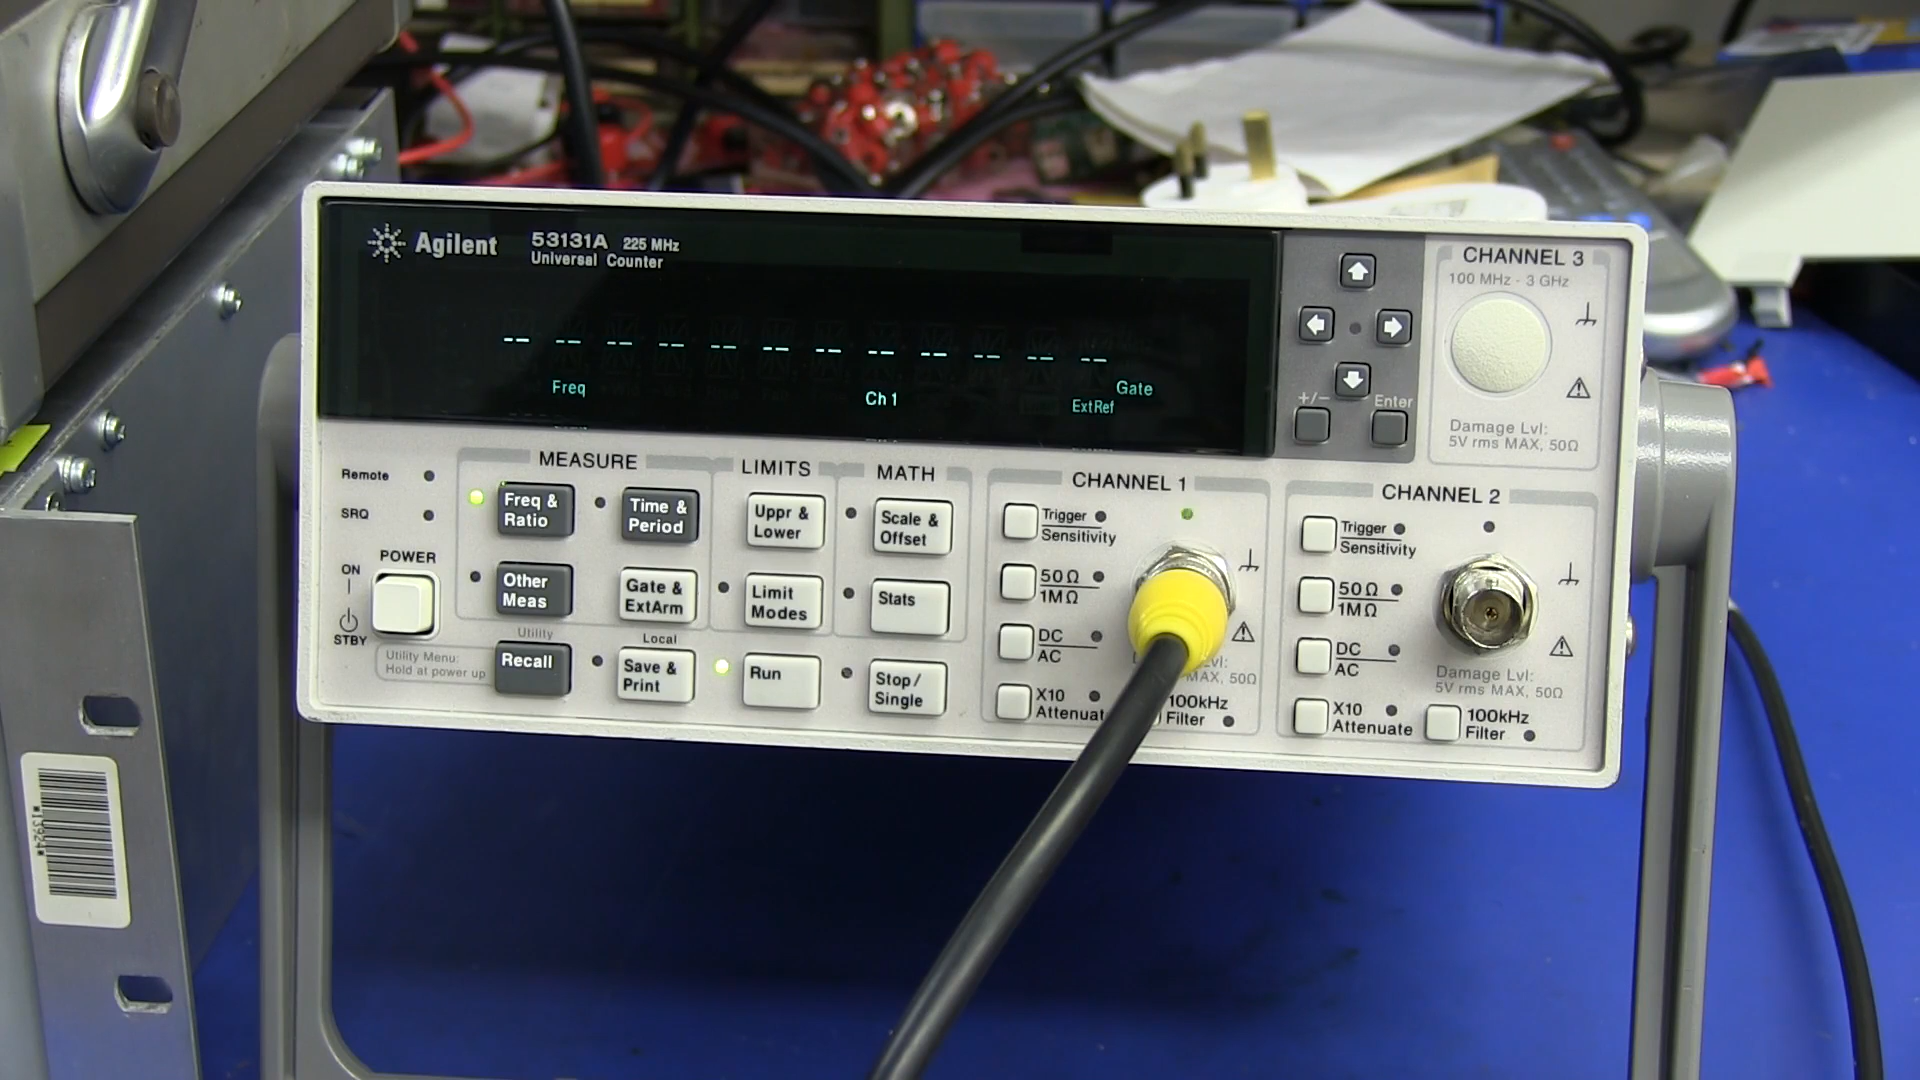 Agilent
53131A 225 MHz
Universal Counter
-- -- -- -- -- -- -- -- -- -- -- --
Freq
Ch 1
Gate
ExtRef
+/−
Enter
CHANNEL 3
100 MHz - 3 GHz
Damage Lvl:
5V rms MAX, 50Ω
Remote
SRQ
POWER
ON
STBY
Utility Menu:
Hold at power up
MEASURE
Freq &
Ratio
Time &
Period
Other
Meas
Gate &
ExtArm
Utility
Recall
Local
Save &
Print
LIMITS
Uppr &
Lower
Limit
Modes
Run
MATH
Scale &
Offset
Stats
Stop /
Single
CHANNEL 1
Trigger
Sensitivity
50Ω
1MΩ
DC
AC
X10
Attenuat
vl:
MAX, 50Ω
100kHz
Filter
CHANNEL 2
Trigger
Sensitivity
50Ω
1MΩ
DC
AC
Damage Lvl:
5V rms MAX, 50Ω
X10
Attenuate
100kHz
Filter